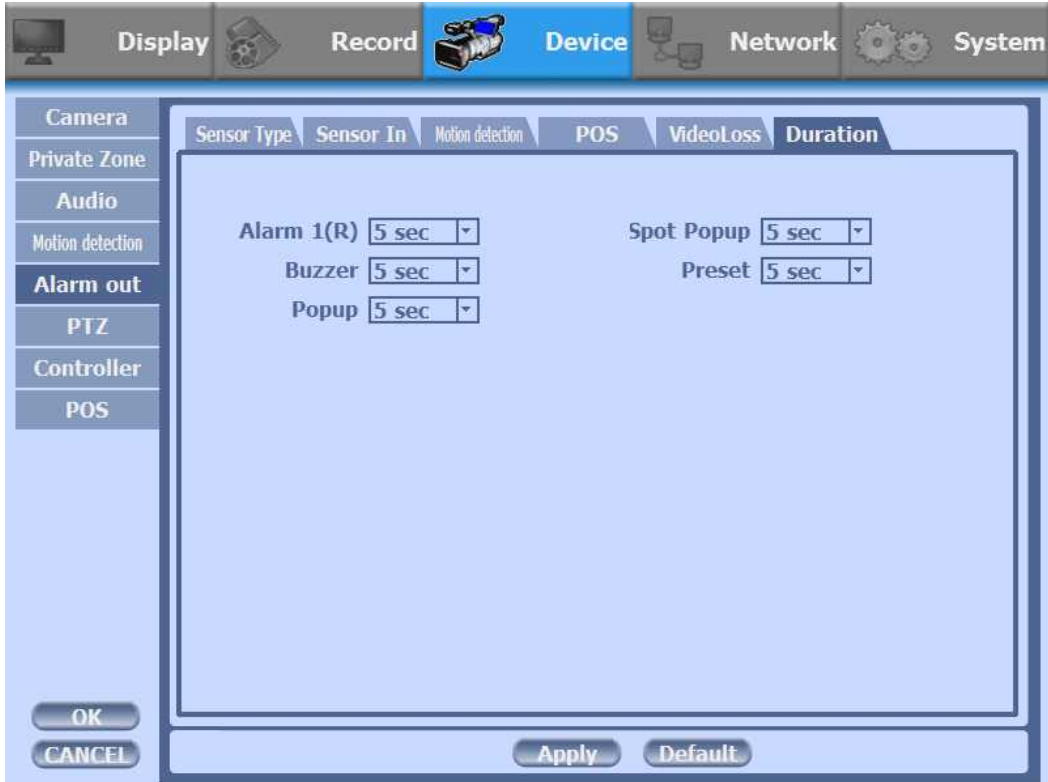 Display Record Device Network System
Camera
Private Zone
Audio
Motion detection
Alarm out
PTZ
Controller
POS
Sensor Type Sensor In Motion detection POS VideoLoss Duration
Alarm 1(R) 5 sec Spot Popup 5 sec
Buzzer 5 sec Preset 5 sec
Popup 5 sec
OK
CANCEL
Apply Default